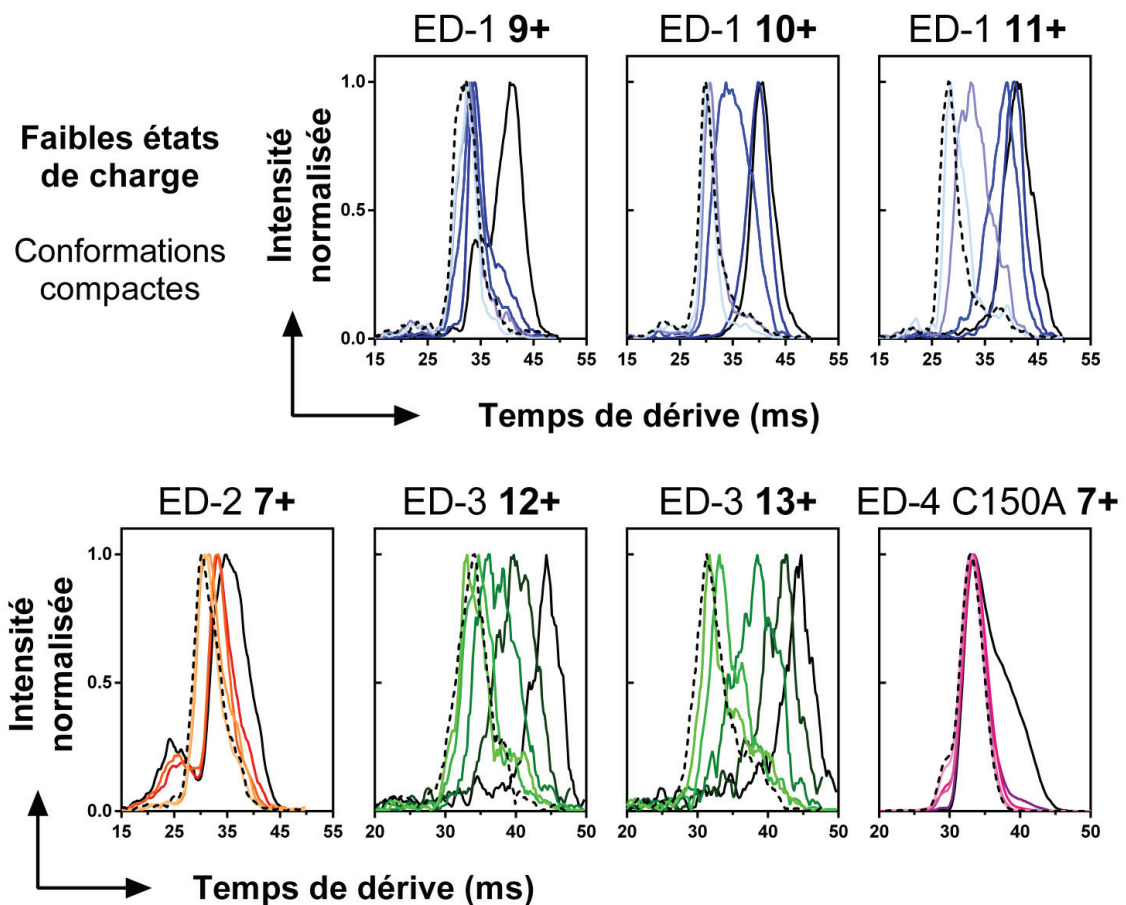 ED-1 9+
ED-1 10+
ED-1 11+
Faibles états
de charge
Conformations
compactes
Intensité
normalisée
1.0
0.5
0.0
15 25 35 45 55
15 25 35 45 55
15 25 35 45 55
Temps de dérive (ms)
ED-2 7+
ED-3 12+
ED-3 13+
ED-4 C150A 7+
Intensité
normalisée
1.0
0.5
0.0
15 25 35 45 55
20 30 40 50
20 30 40 50
20 30 40 50
Temps de dérive (ms)